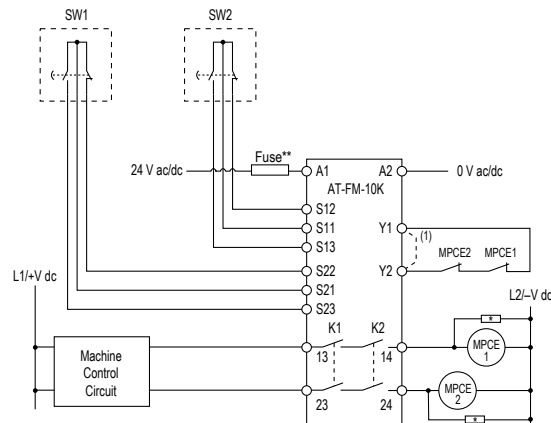 SW1
SW2
24 V ac/dc
Fuse**
A1
A2
0 V ac/dc
AT-FM-10K
S12
S11
S13
Y1
(1)
MPCE2
MPCE1
S22
Y2
S21
S23
L1/+V dc
L2/–V dc
K1
K2
*
13
14
MPCE
1
Machine
Control
Circuit
23
24
MPCE
2
*